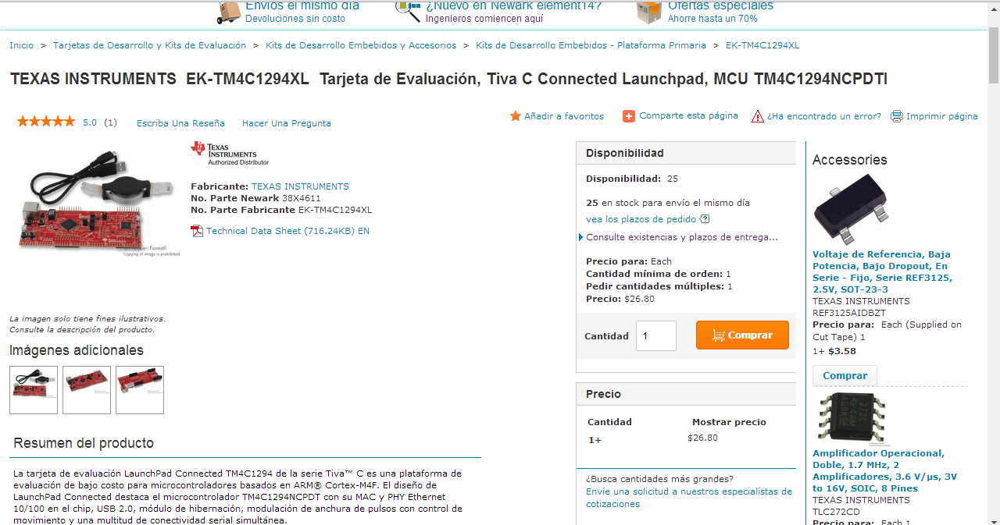 Envíos el mismo día
Devoluciones sin costo
¿Nuevo en Newark element14?
Ingenieros comiencen aquí
Ofertas especiales
Ahorre hasta un 70%
Inicio > Tarjetas de Desarrollo y Kits de Evaluación > Kits de Desarrollo Embebidos y Accesorios > Kits de Desarrollo Embebidos - Plataforma Primaria > EK-TM4C1294XL
TEXAS INSTRUMENTS EK-TM4C1294XL Tarjeta de Evaluación, Tiva C Connected Launchpad, MCU TM4C1294NCPDTI
5.0 (1) Escriba Una Reseña Hacer Una Pregunta
Añadir a favoritos Comparte esta página ¿Ha encontrado un error? Imprimir página
TEXAS
INSTRUMENTS
Authorized Distributor
Fabricante: TEXAS INSTRUMENTS
No. Parte Newark 38X4611
No. Parte Fabricante EK-TM4C1294XL
Technical Data Sheet (716.24KB) EN
Farnell
Copying of image is prohibited
La imagen solo tiene fines ilustrativos.
Consulte la descripción del producto.
Imágenes adicionales
Resumen del producto
La tarjeta de evaluación LaunchPad Connected TM4C1294 de la serie Tiva™ C es una plataforma de
evaluación de bajo costo para microcontroladores basados en ARM® Cortex-M4F. El diseño de
LaunchPad Connected destaca el microcontrolador TM4C1294NCPDT con su MAC y PHY Ethernet
10/100 en el chip, USB 2.0, módulo de hibernación, modulación de anchura de pulsos con control de
movimiento y una multitud de conectividad serial simultánea.
Disponibilidad
Disponibilidad: 25
25 en stock para envío el mismo día
vea los plazos de pedido
Consulte existencias y plazos de entrega...
Precio para: Each
Cantidad mínima de orden: 1
Pedir cantidades múltiples: 1
Precio: $26.80
Cantidad 1 Comprar
Precio
Cantidad Mostrar precio
1+ $26.80
¿Busca cantidades más grandes?
Envíe una solicitud a nuestros especialistas de
cotizaciones
Accessories
Voltaje de Referencia, Baja
Potencia, Bajo Dropout, En
Serie - Fijo, Serie REF3125,
2.5V, SOT-23-3
TEXAS INSTRUMENTS
REF3125AIDBZT
Precio para: Each (Supplied on
Cut Tape) 1
1+ $3.58
Comprar
Amplificador Operacional,
Doble, 1.7 MHz, 2
Amplificadores, 3.6 V/µs, 3V
to 16V, SOIC, 8 Pines
TEXAS INSTRUMENTS
TLC272CD
Precio para: Each 1